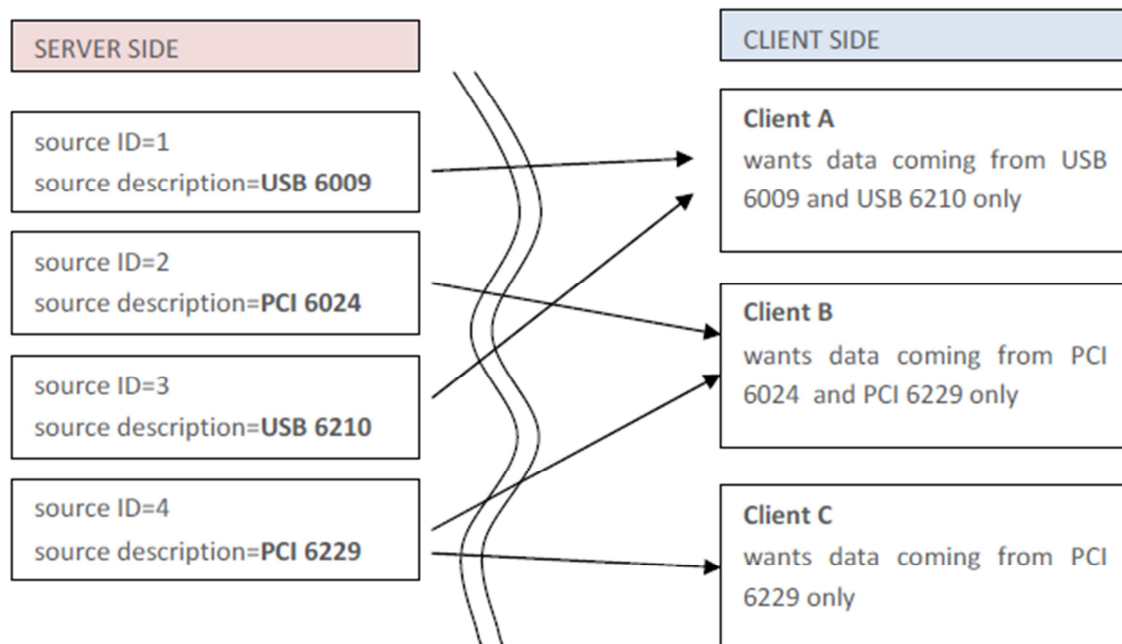 SERVER SIDE
source ID=1
source description=USB 6009
source ID=2
source description=PCI 6024
source ID=3
source description=USB 6210
source ID=4
source description=PCI 6229
CLIENT SIDE
Client A
wants data coming from USB
6009 and USB 6210 only
Client B
wants data coming from PCI
6024 and PCI 6229 only
Client C
wants data coming from PCI
6229 only